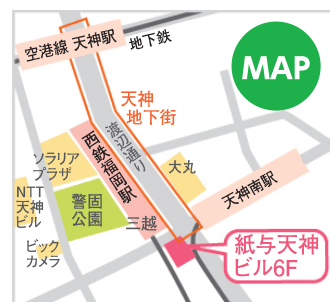 空港線 天神駅
地下鉄
MAP
天神
地下街
渡辺通り
西鉄福岡駅
ソラリア
プラザ
大丸
NTT
天神
ビル
警固
公園
天神南駅
三越
ビック
カメラ
紙与天神
ビル6F